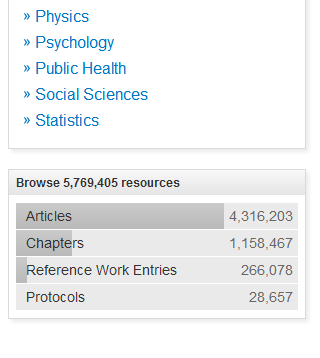 » Physics
» Psychology
» Public Health
» Social Sciences
» Statistics
Browse 5,769,405 resources
Articles 4,316,203
Chapters 1,158,467
Reference Work Entries 266,078
Protocols 28,657